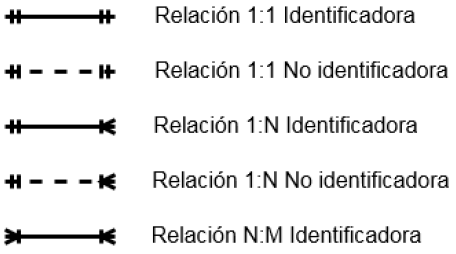 Relación 1:1 Identificadora
Relación 1:1 No identificadora
Relación 1:N Identificadora
Relación 1:N No identificadora
Relación N:M Identificadora